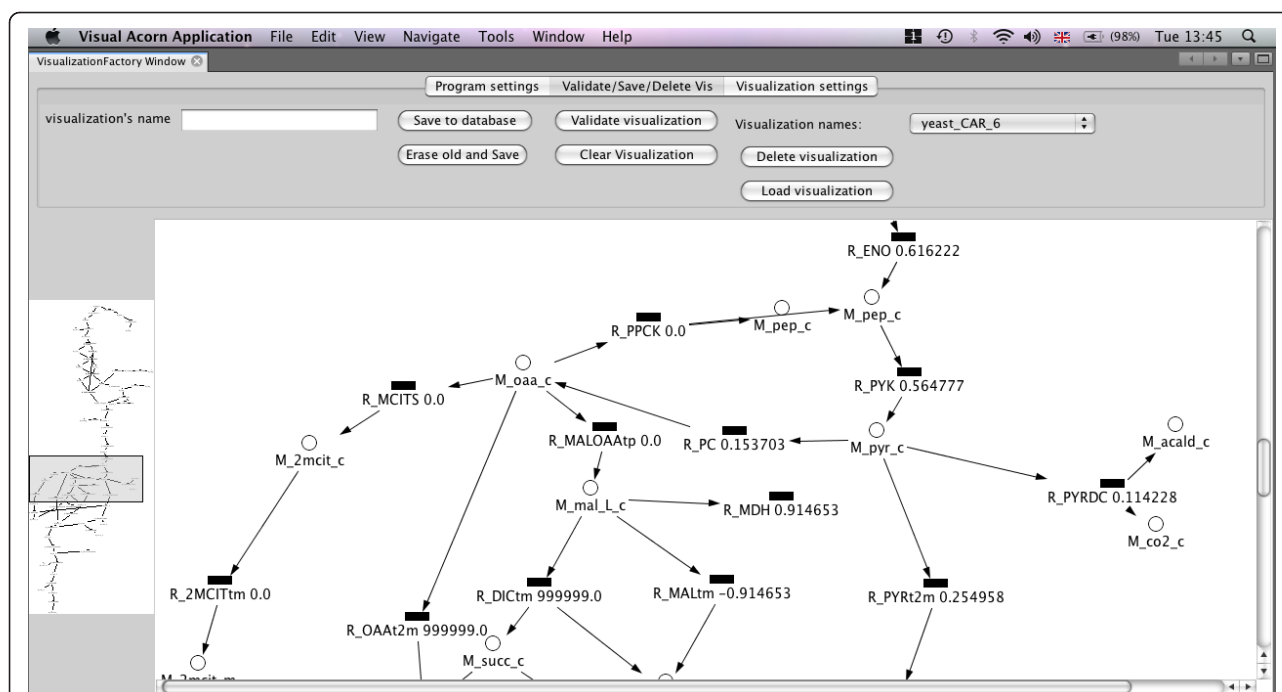 Visual Acorn Application File Edit View Navigate Tools Window Help (98%) Tue 13:45
VisualizationFactory Window
Program settings Validate/Save/Delete Vis Visualization settings
visualization's name Save to database Validate visualization Visualization names: yeast_CAR_6
Erase old and Save Clear Visualization Delete visualization
Load visualization
R_ENO 0.616222
M_pep_c
M_pep_c
R_PPCK 0.0
M_oaa_c
R_PYK 0.564777
R_MCITS 0.0
R_MALOAAtp 0.0
R_PC 0.153703
M_pyr_c
M_acald_c
M_2mcit_c
M_mal_L_c
R_MDH 0.914653
R_PYRDC 0.114228
M_co2_c
R_2MCITtm 0.0
R_DICtm 999999.0
R_MALtm -0.914653
R_PYRt2m 0.254958
R_OAAt2m 999999.0
M_succ_c
M_2mcit_m